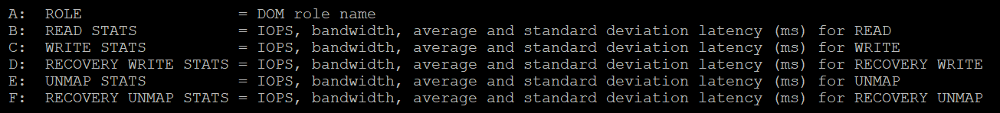 A:  ROLE                 = DOM role name
B:  READ STATS           = IOPS, bandwidth, average and standard deviation latency (ms) for READ
C:  WRITE STATS          = IOPS, bandwidth, average and standard deviation latency (ms) for WRITE
D:  RECOVERY WRITE STATS = IOPS, bandwidth, average and standard deviation latency (ms) for RECOVERY WRITE
E:  UNMAP STATS          = IOPS, bandwidth, average and standard deviation latency (ms) for UNMAP
F:  RECOVERY UNMAP STATS = IOPS, bandwidth, average and standard deviation latency (ms) for RECOVERY UNMAP